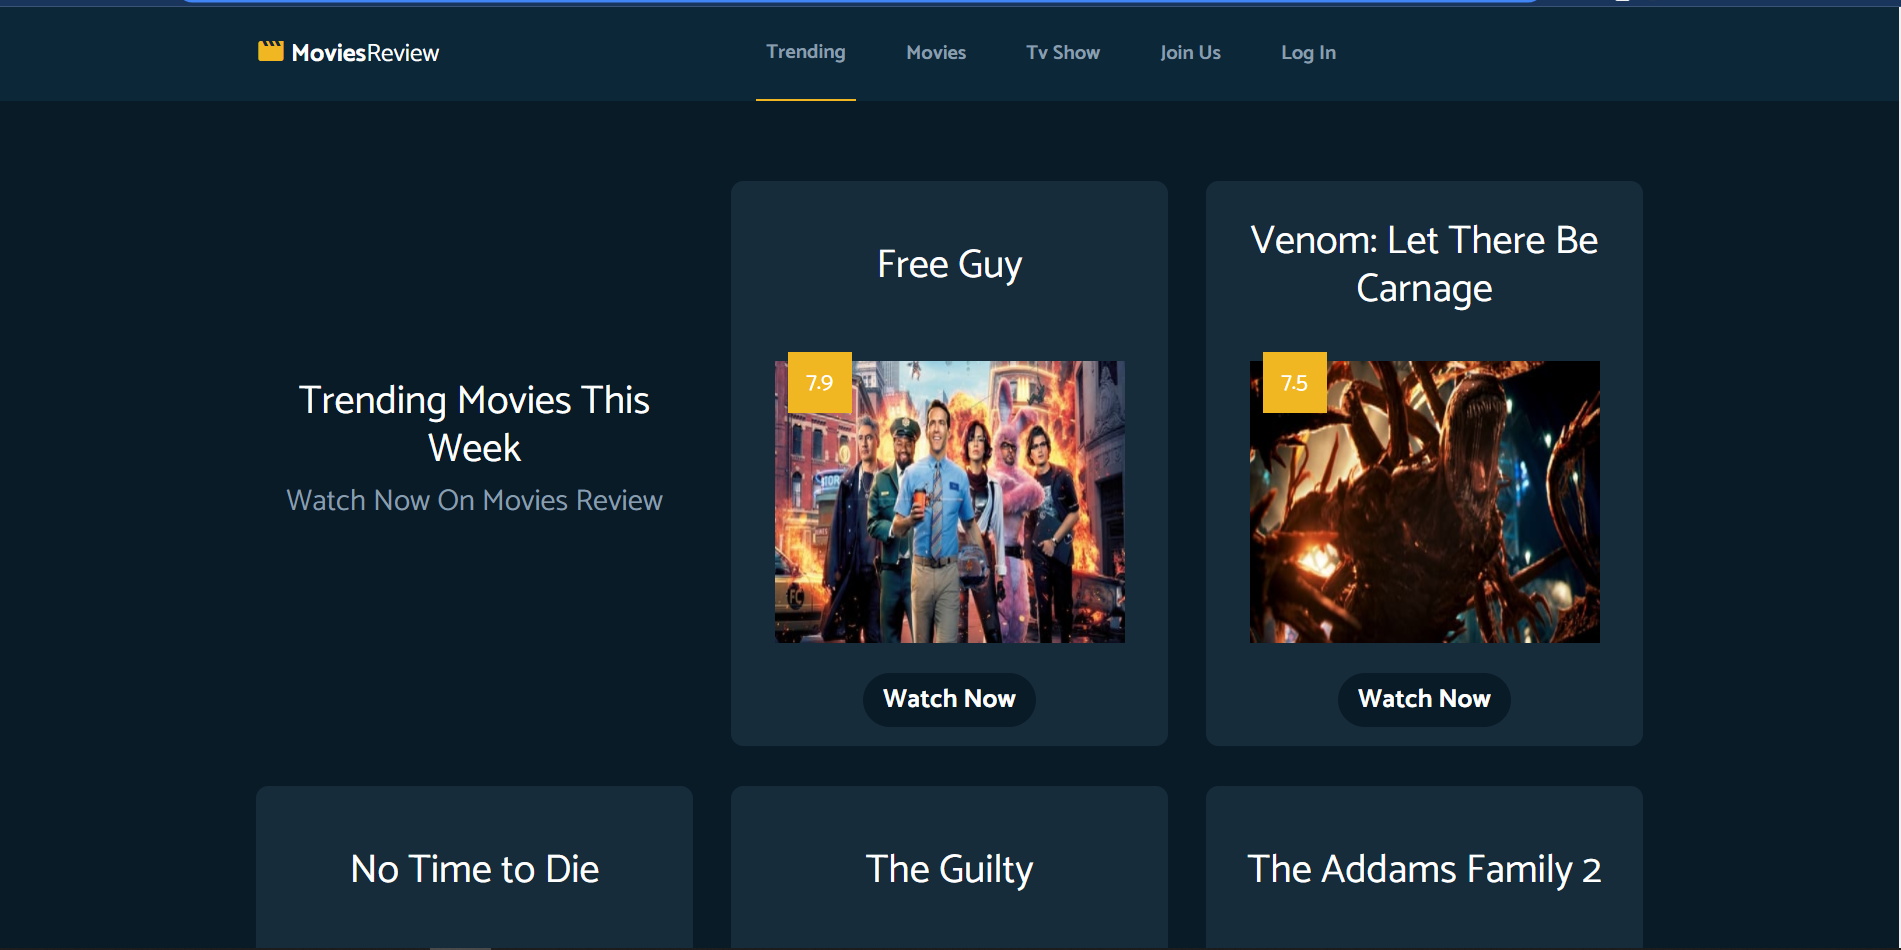 MoviesReview
Trending
Movies
Tv Show
Join Us
Log In
Trending Movies This
Week
Watch Now On Movies Review
Free Guy
7.9
STOR
FC
Watch Now
Venom: Let There Be
Carnage
7.5
Watch Now
No Time to Die
The Guilty
The Addams Family 2